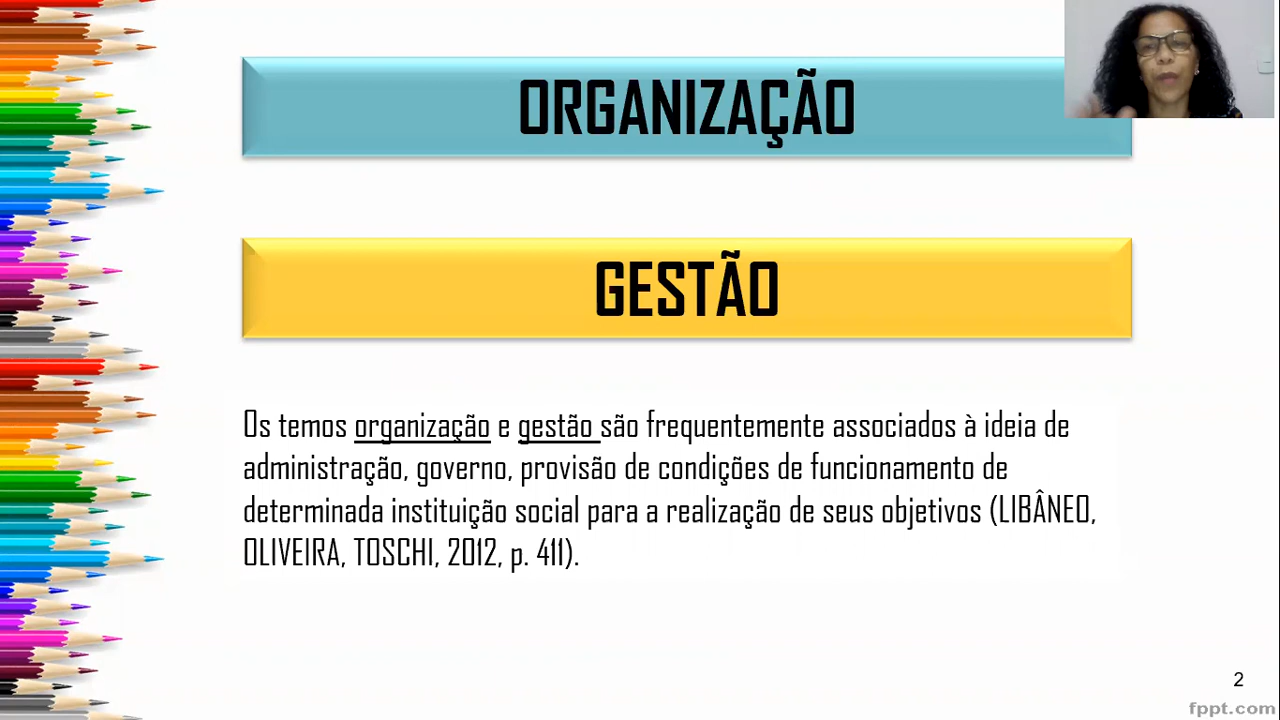 ORGANIZAÇÃO
GESTÃO
Os temos organização e gestão são frequentemente associados à ideia de
administração, governo, provisão de condições de funcionamento de
determinada instituição social para a realização de seus objetivos (LIBÂNEO,
OLIVEIRA, TOSCHI, 2012, p. 411).
2
fppt.com